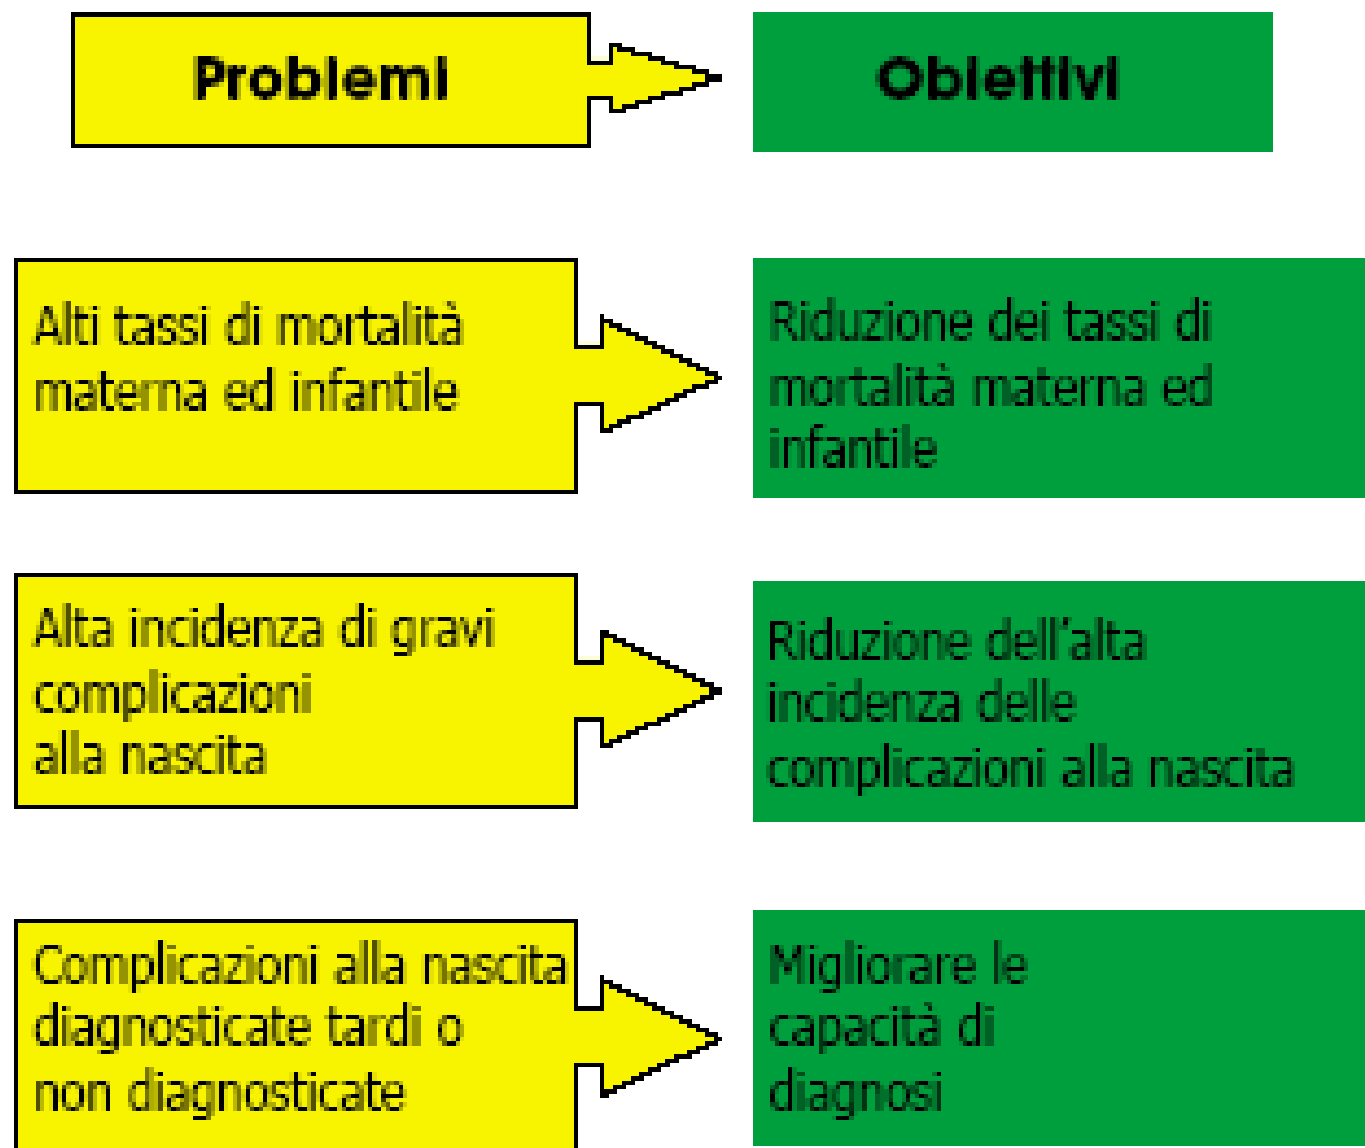 Problemi
Obiettivi
Alti tassi di mortalità
materna ed infantile
Riduzione dei tassi di
mortalità materna ed
infantile
Alta incidenza di gravi
complicazioni
alla nascita
Riduzione dell'alta
incidenza delle
complicazioni alla nascita
Complicazioni alla nascita
diagnosticate tardi o
non diagnosticate
Migliorare le
capacità di
diagnosi